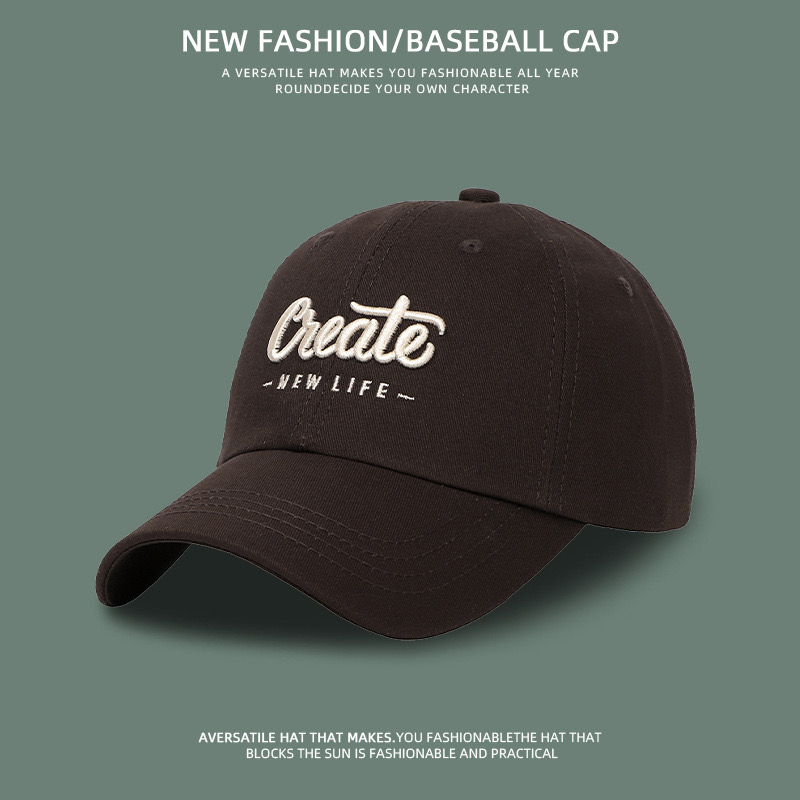 NEW FASHION/BASEBALL CAP
A VERSATILE HAT MAKES YOU FASHIONABLE ALL YEAR
ROUNDDECIDE YOUR OWN CHARACTER
Create
-NEW LIFE-
AVERSATILE HAT THAT MAKES.YOU FASHIONABLETHE HAT THAT
BLOCKS THE SUN IS FASHIONABLE AND PRACTICAL